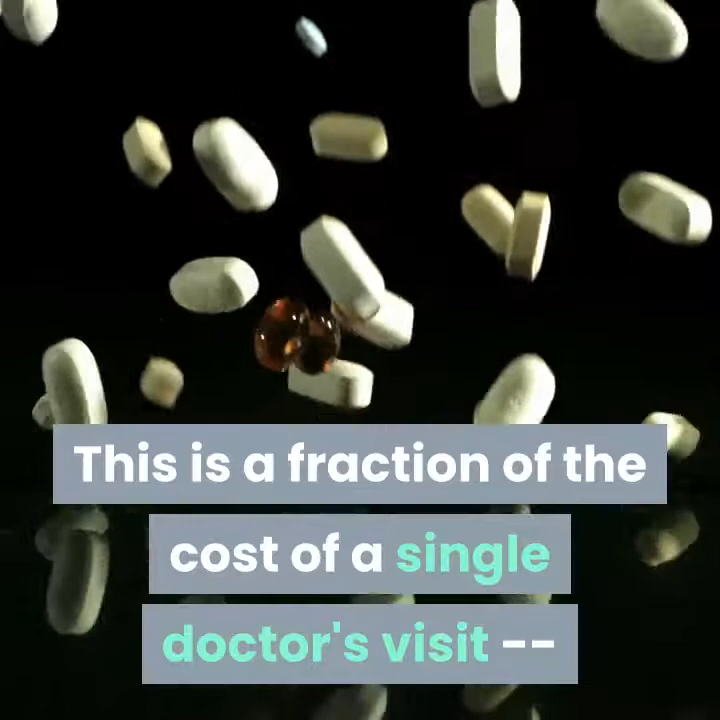 This is a fraction of the
cost of a single
doctor's visit --